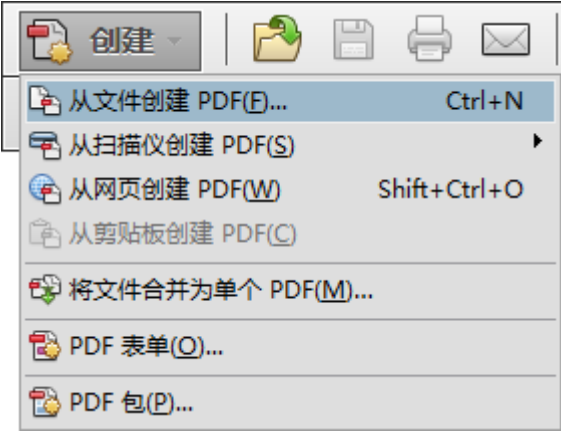 创建
从文件创建 PDF(F)... Ctrl+N
从扫描仪创建 PDF(S)
从网页创建 PDF(W) Shift+Ctrl+O
从剪贴板创建 PDF(C)
将文件合并为单个 PDF(M)...
PDF 表单(O)...
PDF 包(P)...